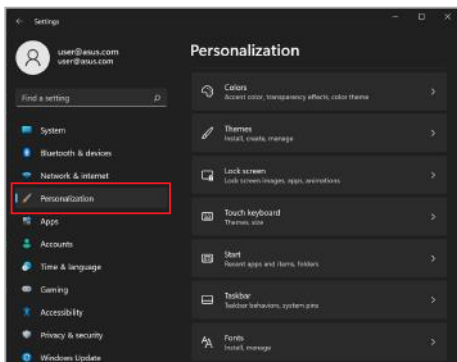 Settings
user@asus.com
user@asus.com
Find a setting
System
Bluetooth & devices
Network & internet
Personalization
Apps
Accounts
Time & language
Gaming
Accessibility
Privacy & security
Windows Update
Personalization
Colors
Accent color, transparency effects, color theme
Themes
Install, create, manage
Lock screen
Lock screen images, apps, animations
Touch keyboard
Themes, size
Start
Recent apps and items, folders
Taskbar
Taskbar behaviors, system pins
Fonts
Install, manage